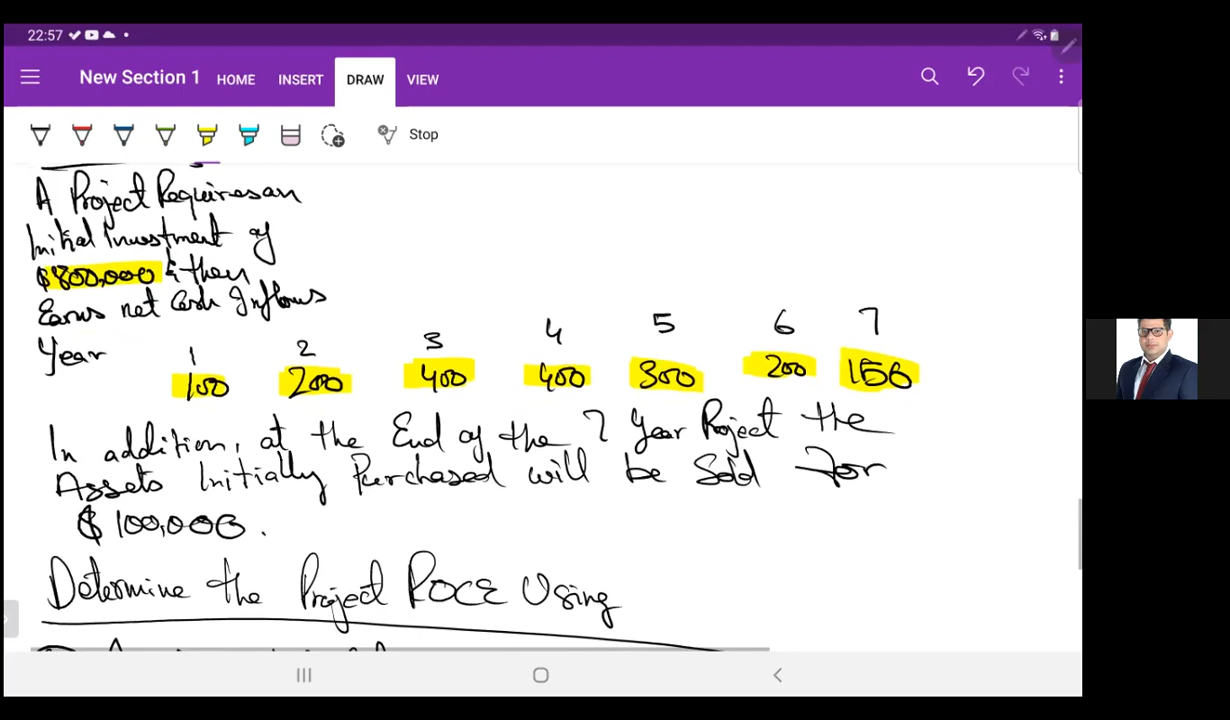 22:57
New Section 1 HOME INSERT DRAW VIEW
Stop
A Project Requires an
Initial Investment of
$800,000 & then
Earns net Cash Inflows
Year 1 2 3 4 5 6 7
100 200 400 400 300 200 150
In addition, at the End of the 7 Year Project the
Assets Initially Purchased will be Sold for
$100,000.
Determine the Project ROCE Using